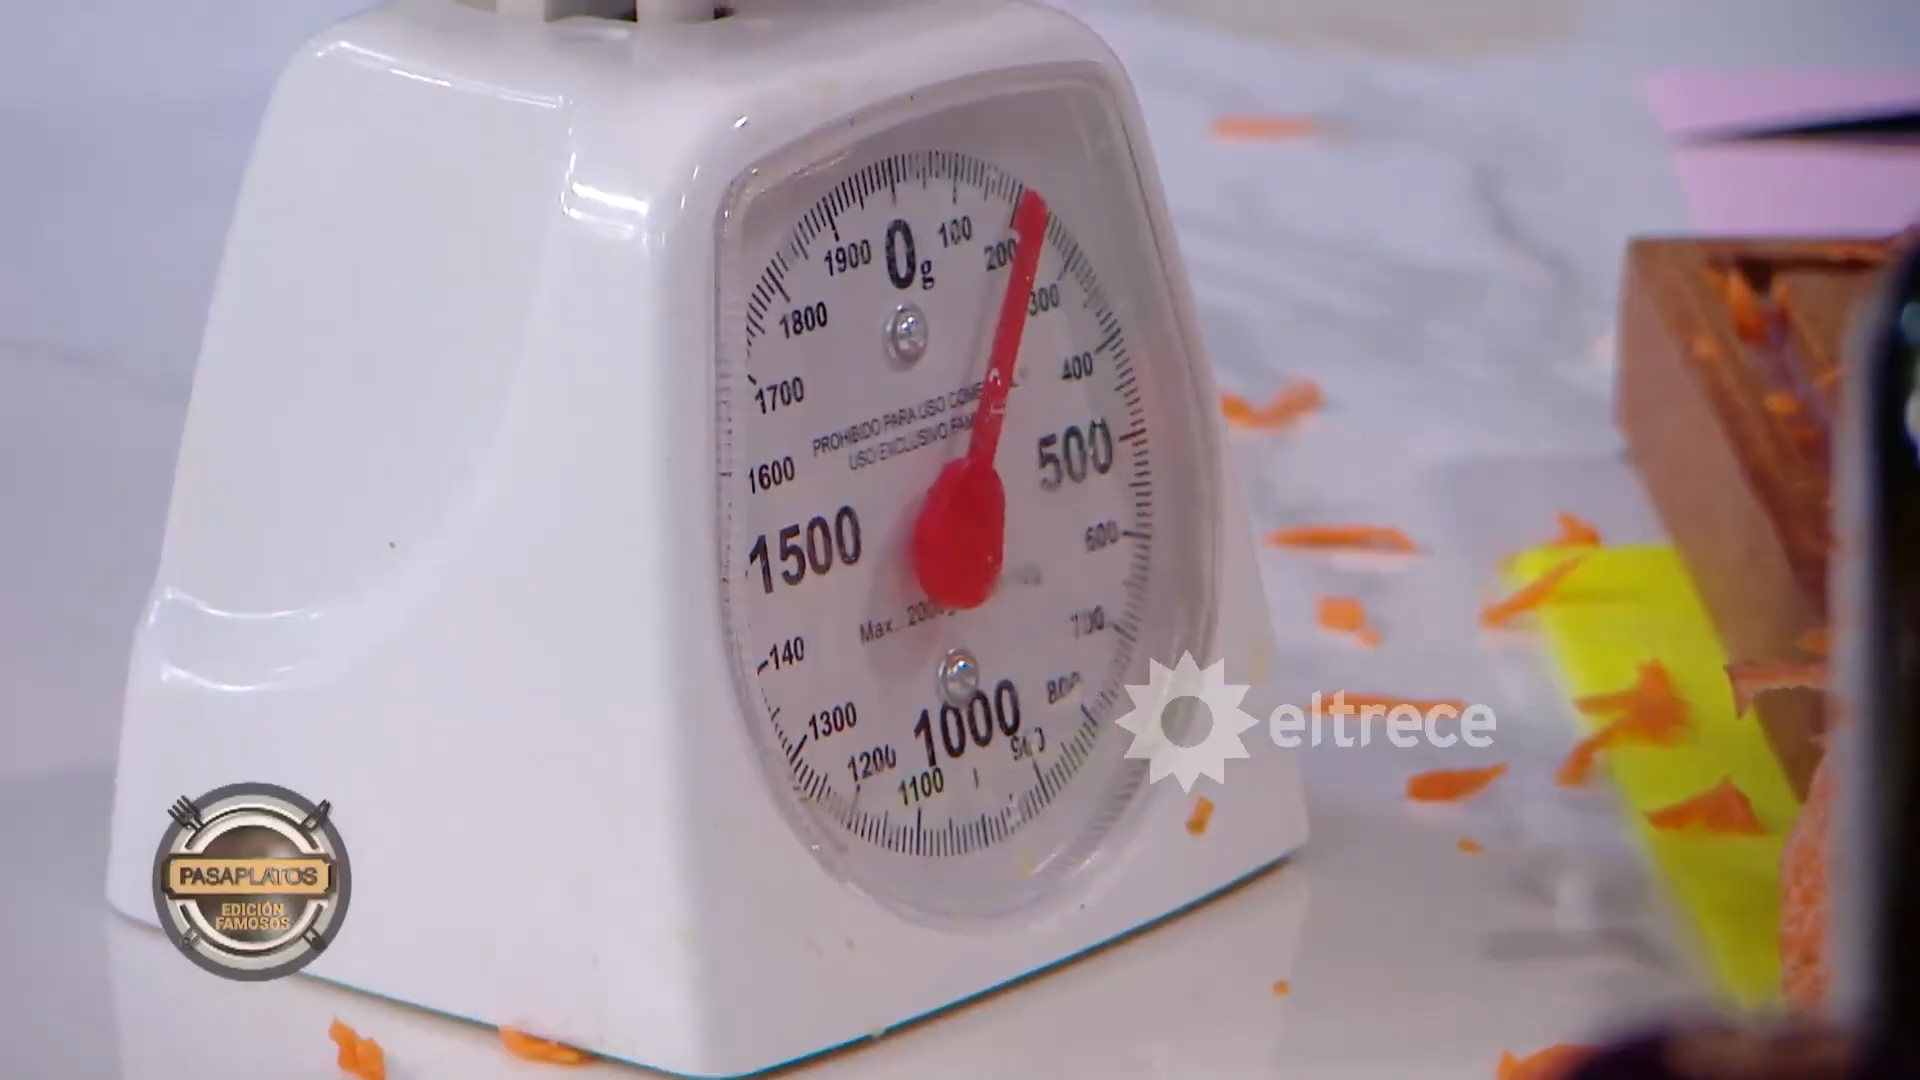 0g
100
200
300
400
500
600
700
800
1000
1100
1200
1300
140
1500
1600
1700
1800
1900
PROHIBIDO PARA USO
USO EXCLUSIVO
Max.
eltrece
PASAPLATOS
EDICIÓN
FAMOSOS